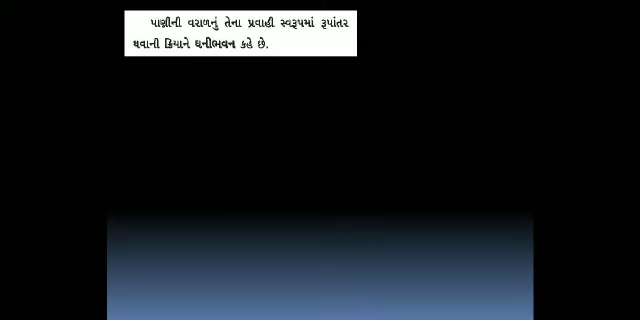 પાણીની વરાળનું તેના પ્રવાહી સ્વરૂપમાં રૂપાંતર
થવાની ક્રિયાને ઘનીભવન કહે છે.